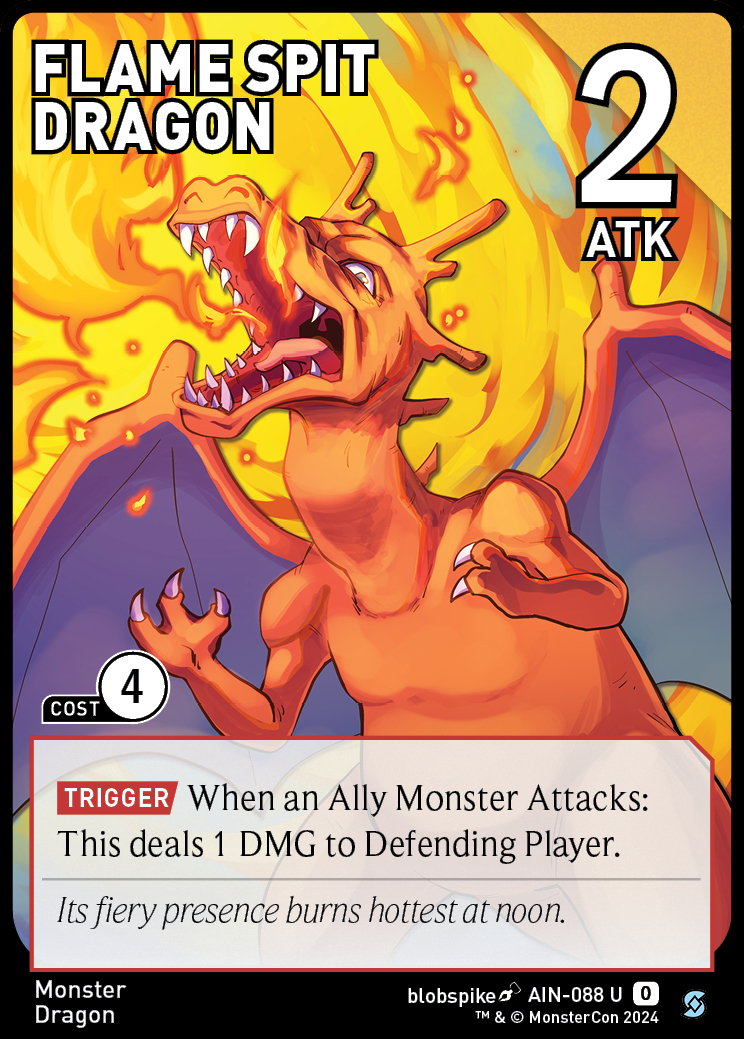 FLAME SPIT
DRAGON
2
ATK
COST 4
TRIGGER When an Ally Monster Attacks:
This deals 1 DMG to Defending Player.
Its fiery presence burns hottest at noon.
Monster
Dragon
blobspike AIN-088 U 0
™ & © MonsterCon 2024